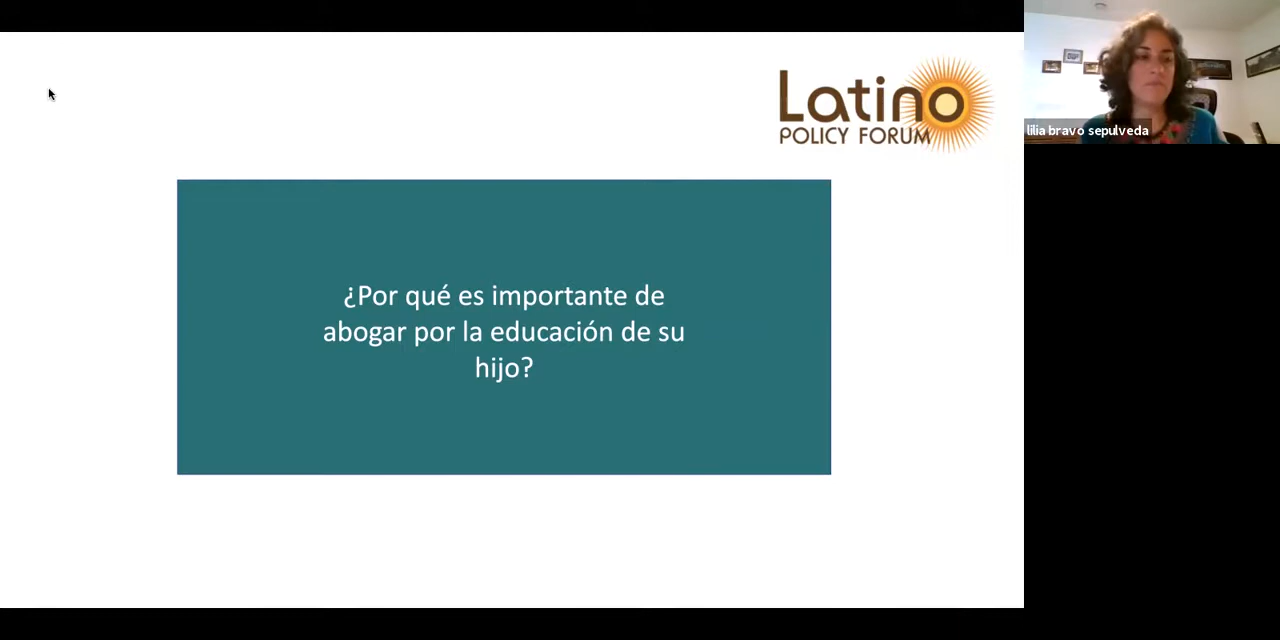 Latino
POLICY FORUM
lilia bravo sepulveda
¿Por qué es importante de
abogar por la educación de su
hijo?